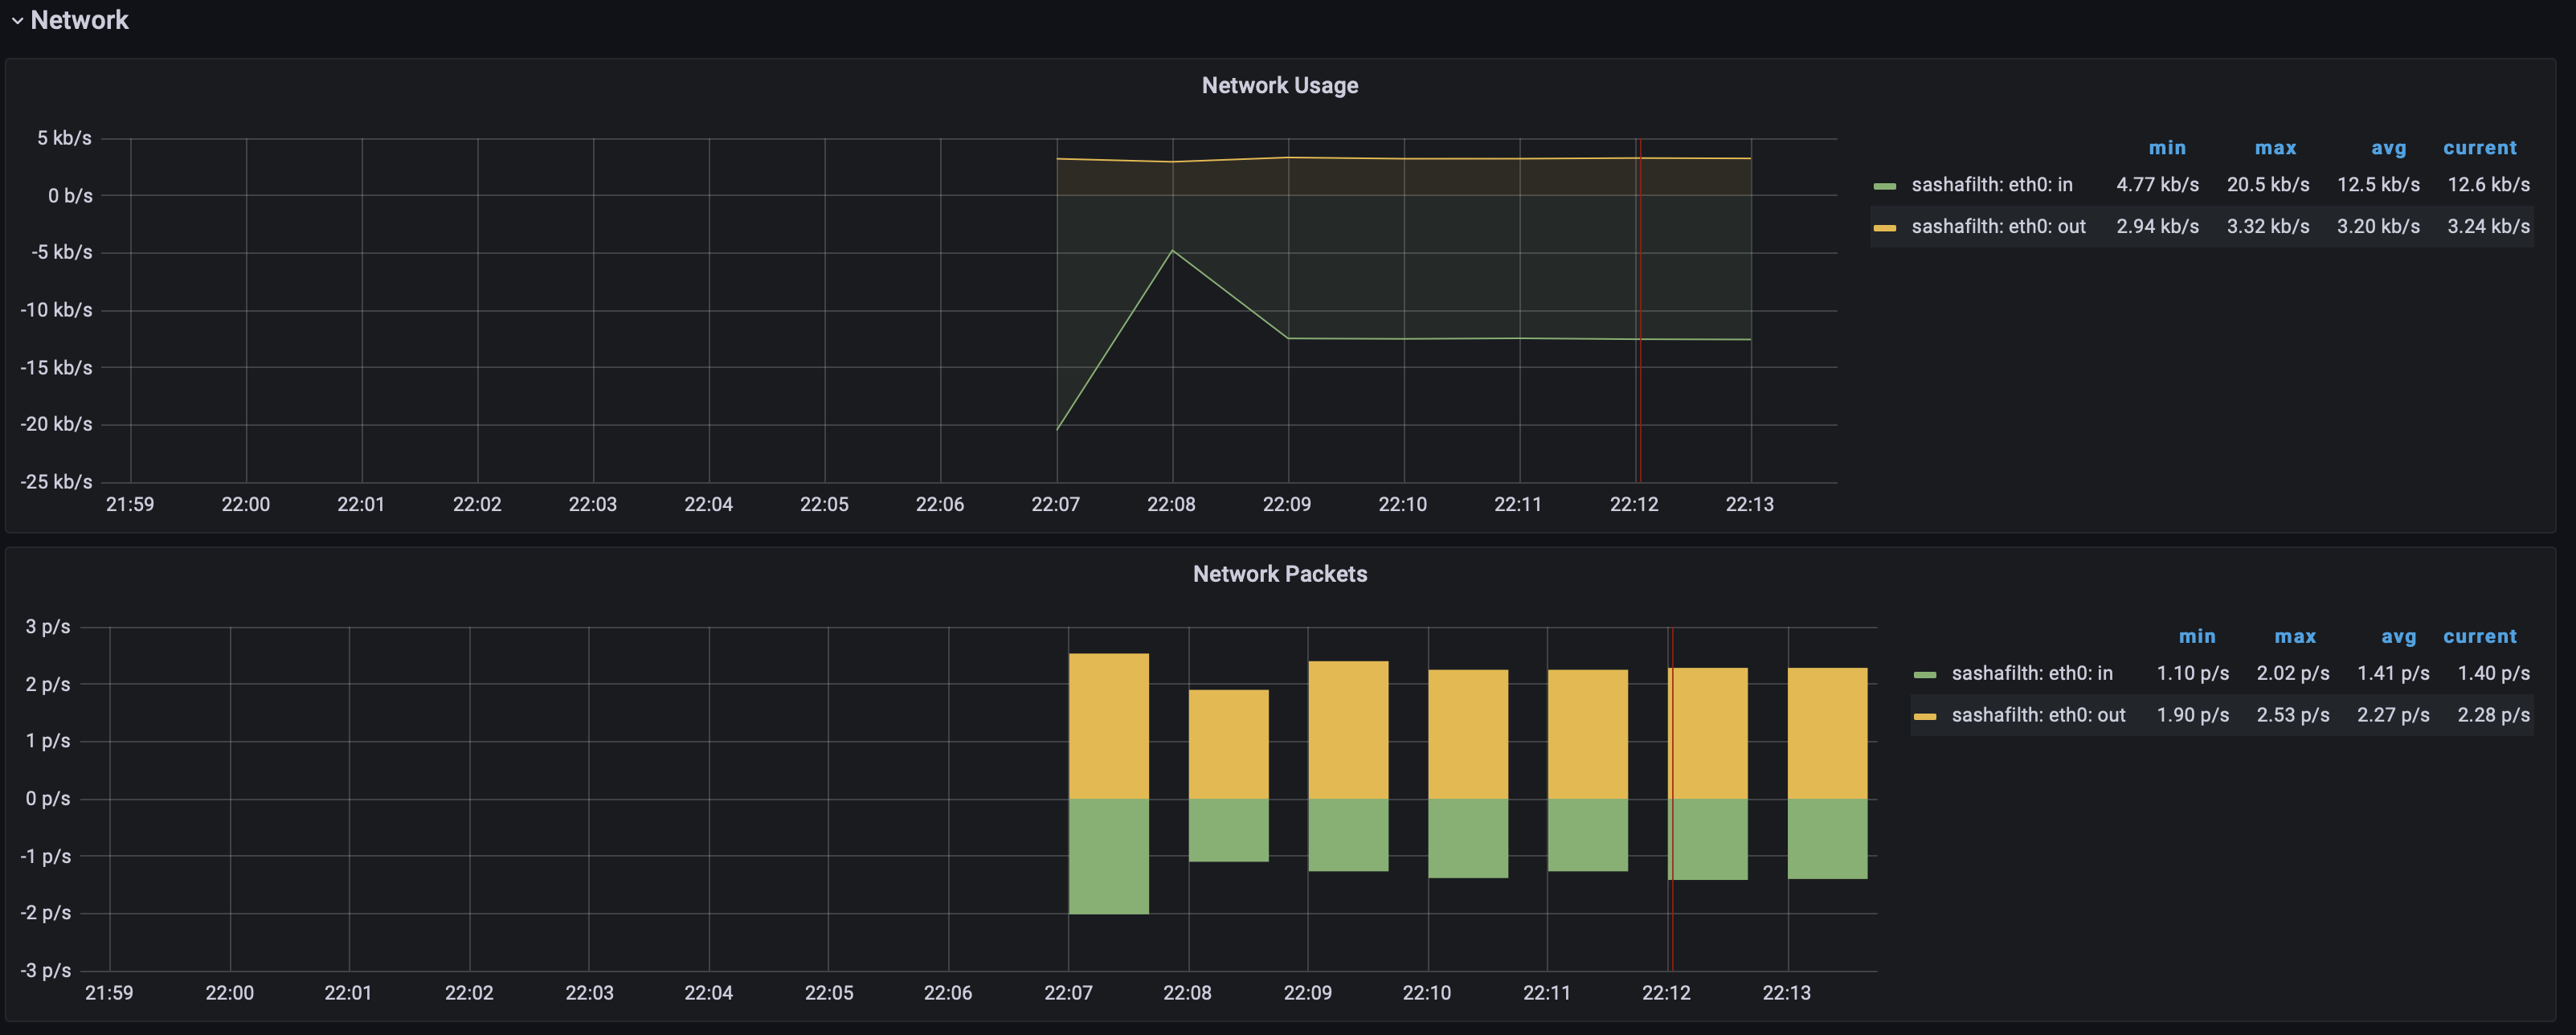 Network
Network Usage
5 kb/s
0 b/s
-5 kb/s
-10 kb/s
-15 kb/s
-20 kb/s
-25 kb/s
21:59 22:00 22:01 22:02 22:03 22:04 22:05 22:06 22:07 22:08 22:09 22:10 22:11 22:12 22:13
min max avg current
sashafilth: eth0: in 4.77 kb/s 20.5 kb/s 12.5 kb/s 12.6 kb/s
sashafilth: eth0: out 2.94 kb/s 3.32 kb/s 3.20 kb/s 3.24 kb/s
Network Packets
3 p/s
2 p/s
1 p/s
0 p/s
-1 p/s
-2 p/s
-3 p/s
21:59 22:00 22:01 22:02 22:03 22:04 22:05 22:06 22:07 22:08 22:09 22:10 22:11 22:12 22:13
min max avg current
sashafilth: eth0: in 1.10 p/s 2.02 p/s 1.41 p/s 1.40 p/s
sashafilth: eth0: out 1.90 p/s 2.53 p/s 2.27 p/s 2.28 p/s